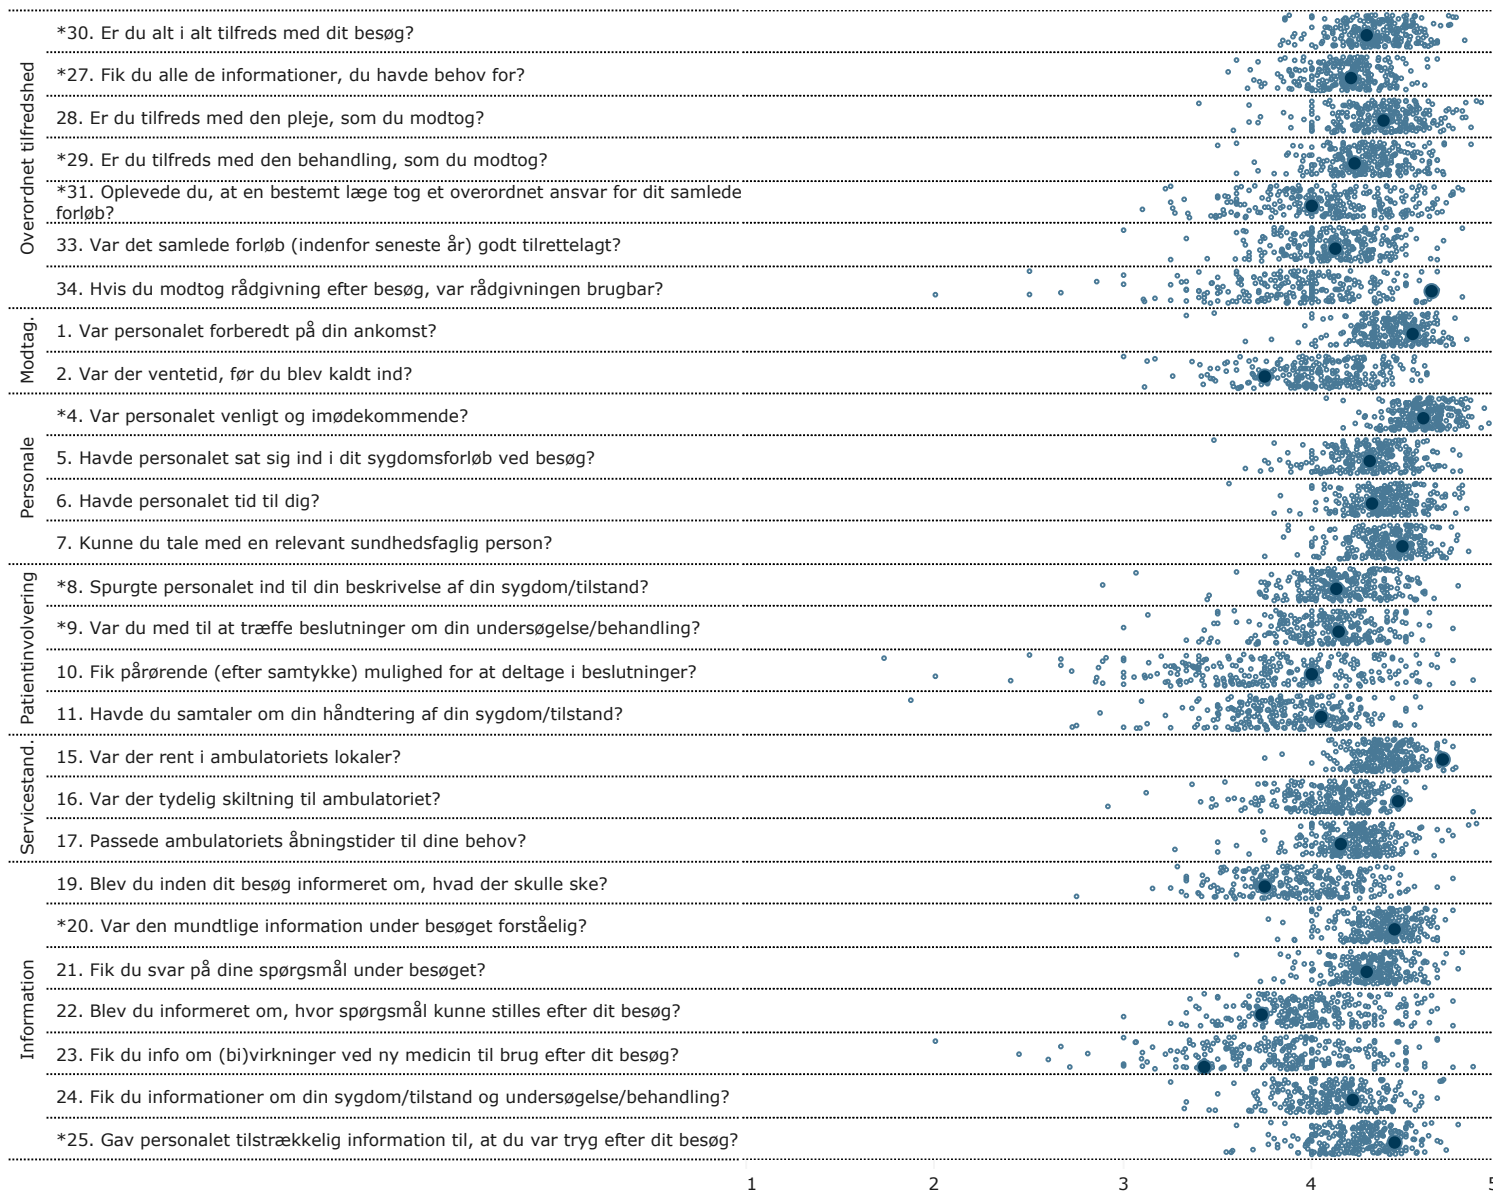 Overordnet tilfredshed
*30. Er du alt i alt tilfreds med dit besøg?
*27. Fik du alle de informationer, du havde behov for?
28. Er du tilfreds med den pleje, som du modtog?
*29. Er du tilfreds med den behandling, som du modtog?
*31. Oplevede du, at en bestemt læge tog et overordnet ansvar for dit samlede
forløb?
33. Var det samlede forløb (indenfor seneste år) godt tilrettelagt?
34. Hvis du modtog rådgivning efter besøg, var rådgivningen brugbar?
Modtag.
1. Var personalet forberedt på din ankomst?
2. Var der ventetid, før du blev kaldt ind?
Personale
*4. Var personalet venligt og imødekommende?
5. Havde personalet sat sig ind i dit sygdomsforløb ved besøg?
6. Havde personalet tid til dig?
7. Kunne du tale med en relevant sundhedsfaglig person?
Patientinvolvering
*8. Spurgte personalet ind til din beskrivelse af din sygdom/tilstand?
*9. Var du med til at træffe beslutninger om din undersøgelse/behandling?
10. Fik pårørende (efter samtykke) mulighed for at deltage i beslutninger?
11. Havde du samtaler om din håndtering af din sygdom/tilstand?
Servicestand.
15. Var der rent i ambulatoriets lokaler?
16. Var der tydelig skiltning til ambulatoriet?
17. Passede ambulatoriets åbningstider til dine behov?
Information
19. Blev du inden dit besøg informeret om, hvad der skulle ske?
*20. Var den mundtlige information under besøget forståelig?
21. Fik du svar på dine spørgsmål under besøget?
22. Blev du informeret om, hvor spørgsmål kunne stilles efter dit besøg?
23. Fik du info om (bi)virkninger ved ny medicin til brug efter dit besøg?
24. Fik du informationer om din sygdom/tilstand og undersøgelse/behandling?
*25. Gav personalet tilstrækkelig information til, at du var tryg efter dit besøg?
1 2 3 4 5